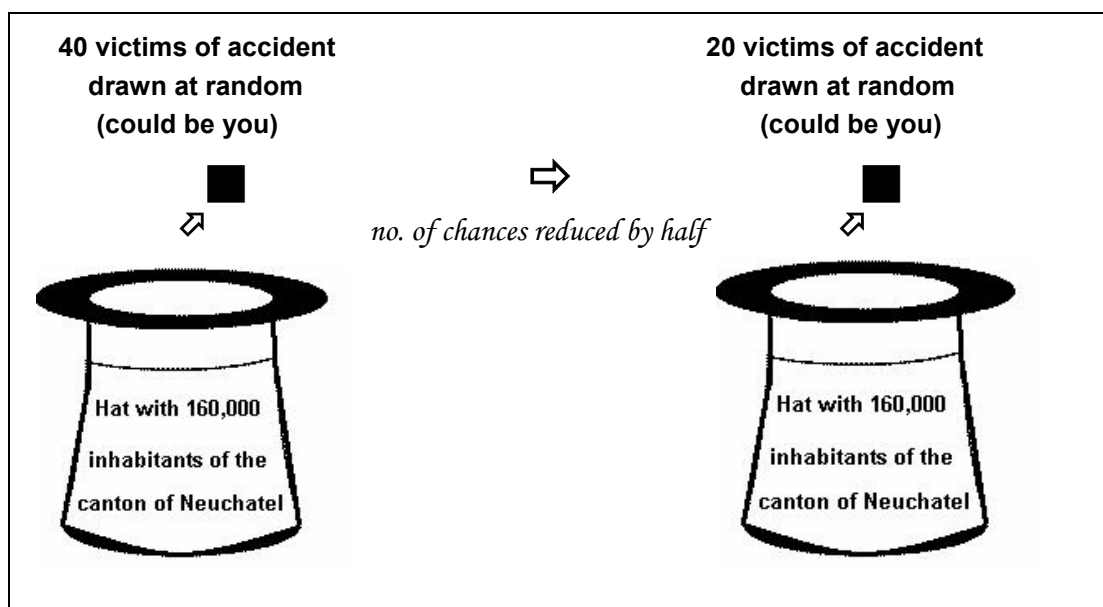 40 victims of accident
drawn at random
(could be you)
20 victims of accident
drawn at random
(could be you)
no. of chances reduced by half
Hat with 160,000
inhabitants of the
canton of Neuchatel
Hat with 160,000
inhabitants of the
canton of Neuchatel